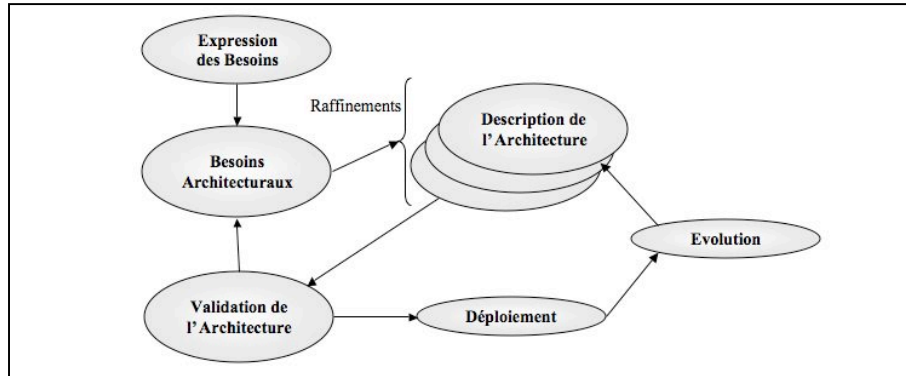 Expression
des Besoins
Raffinements
Description de
l'Architecture
Besoins
Architecturaux
Evolution
Validation de
l'Architecture
Déploiement